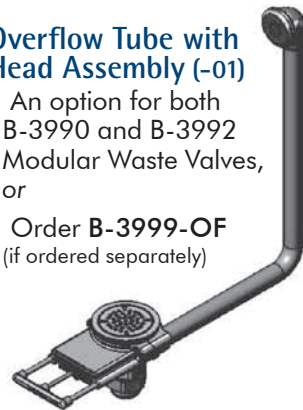 Overflow Tube with
Head Assembly (-01)
An option for both
B-3990 and B-3992
Modular Waste Valves,
or
Order B-3999-OF
(if ordered separately)